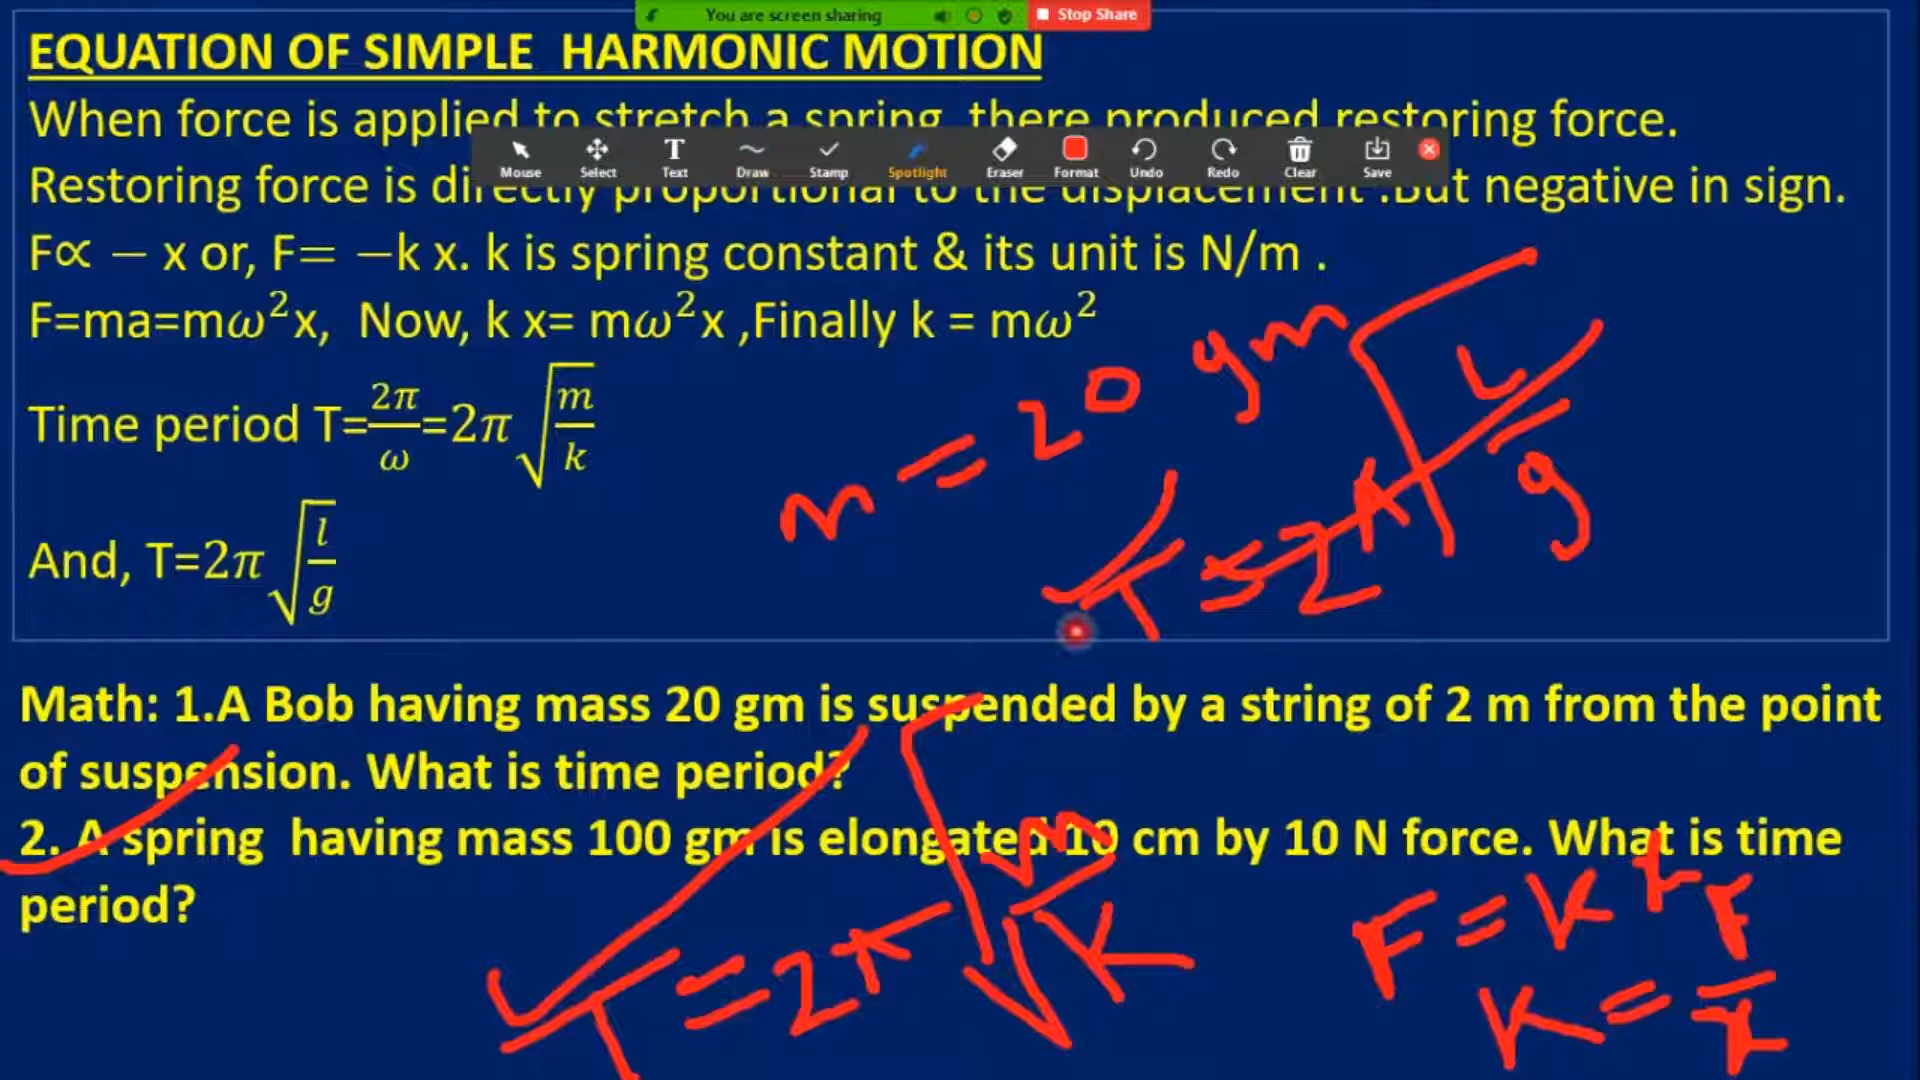 You are screen sharing Stop Share
EQUATION OF SIMPLE HARMONIC MOTION
When force is applied to stretch a spring, there produced restoring force.
Mouse Select Text Draw Stamp Spotlight Eraser Format Undo Redo Clear Save
Restoring force is directly proportional to the displacement .But negative in sign.
F∝ − x or, F= −k x. k is spring constant & its unit is N/m .
F=ma=mω²x, Now, k x= mω²x ,Finally k = mω²
m = 20 gm
Time period T=2π/ω=2π√(m/k)
T = 2π√(L/g)
And, T=2π√(l/g)
Math: 1.A Bob having mass 20 gm is suspended by a string of 2 m from the point
of suspension. What is time period?
2. A spring having mass 100 gm is elongated 10 cm by 10 N force. What is time
period?
T = 2π√(m/K)
F = K x
K = F/x